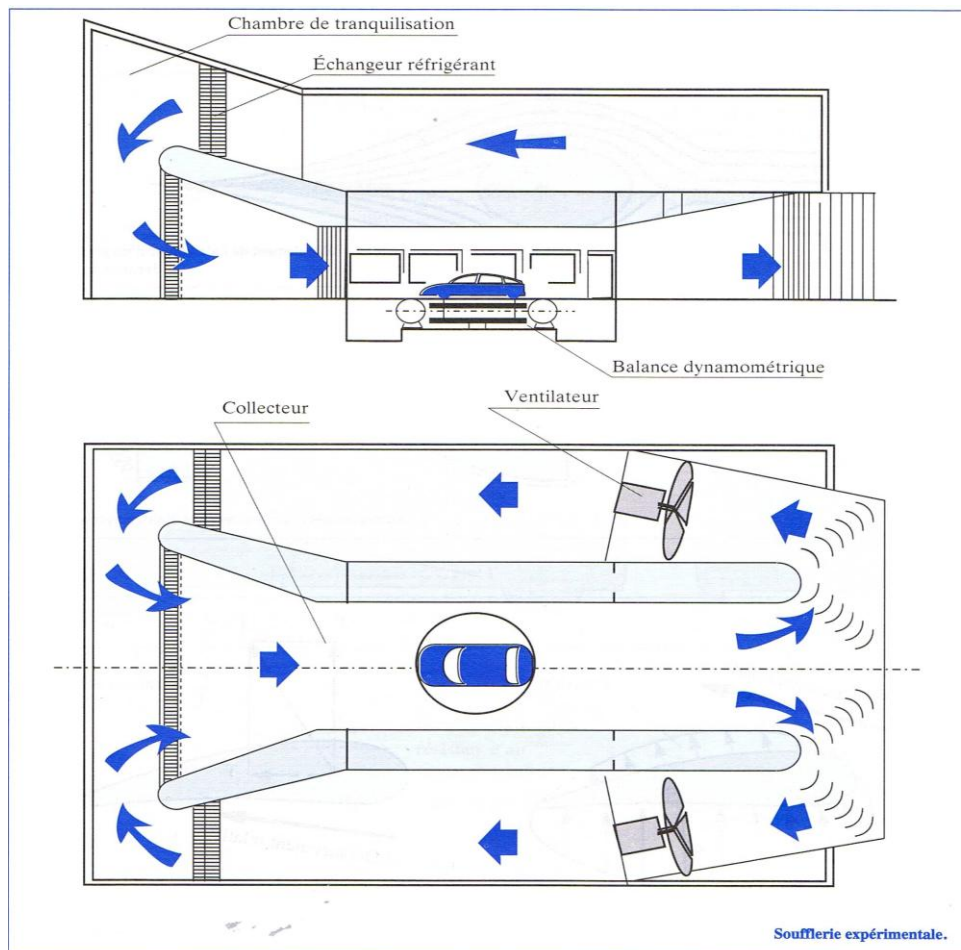 Chambre de tranquilisation
Échangeur réfrigérant
Balance dynamométrique
Ventilateur
Collecteur
Soufflerie expérimentale.